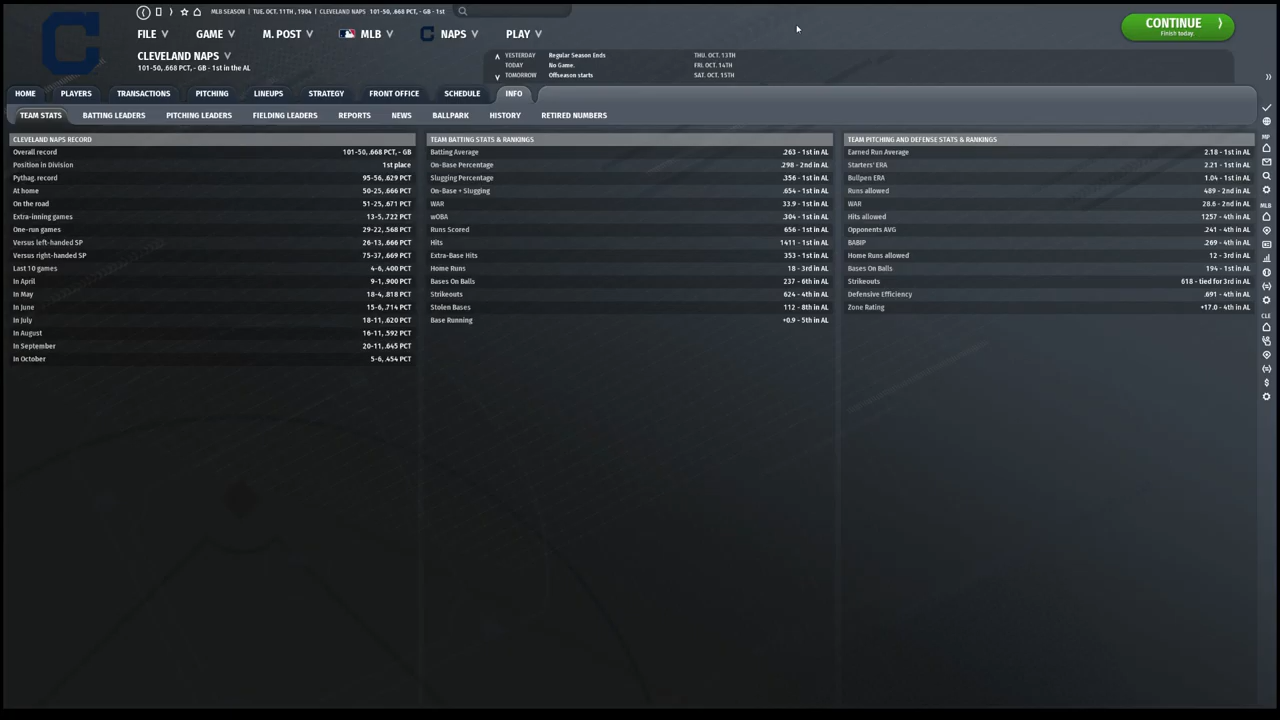 MLB SEASON | TUE. OCT. 11TH , 1904 | CLEVELAND NAPS 101-50, .668 PCT, - GB - 1st
FILE GAME M. POST MLB NAPS PLAY
CONTINUE
Finish today.
CLEVELAND NAPS
101-50, .668 PCT, - GB - 1st in the AL
YESTERDAY Regular Season Ends THU. OCT. 13TH
TODAY No Game. FRI. OCT. 14TH
TOMORROW Offseason starts SAT. OCT. 15TH
HOME PLAYERS TRANSACTIONS PITCHING LINEUPS STRATEGY FRONT OFFICE SCHEDULE INFO
TEAM STATS BATTING LEADERS PITCHING LEADERS FIELDING LEADERS REPORTS NEWS BALLPARK HISTORY RETIRED NUMBERS
CLEVELAND NAPS RECORD
Overall record 101-50, .668 PCT, - GB
Position in Division 1st place
Pythag. record 95-56, .629 PCT
At home 50-25, .666 PCT
On the road 51-25, .671 PCT
Extra-inning games 13-5, .722 PCT
One-run games 29-22, .568 PCT
Versus left-handed SP 26-13, .666 PCT
Versus right-handed SP 75-37, .669 PCT
Last 10 games 4-6, .400 PCT
In April 9-1, .900 PCT
In May 18-4, .818 PCT
In June 15-6, .714 PCT
In July 18-11, .620 PCT
In August 16-11, .592 PCT
In September 20-11, .645 PCT
In October 5-6, .454 PCT
TEAM BATTING STATS & RANKINGS
Batting Average .263 - 1st in AL
On-Base Percentage .298 - 2nd in AL
Slugging Percentage .356 - 1st in AL
On-Base + Slugging .654 - 1st in AL
WAR 33.9 - 1st in AL
wOBA .304 - 1st in AL
Runs Scored 656 - 1st in AL
Hits 1411 - 1st in AL
Extra-Base Hits 353 - 1st in AL
Home Runs 18 - 3rd in AL
Bases On Balls 237 - 6th in AL
Strikeouts 624 - 4th in AL
Stolen Bases 112 - 8th in AL
Base Running +0.9 - 5th in AL
TEAM PITCHING AND DEFENSE STATS & RANKINGS
Earned Run Average 2.18 - 1st in AL
Starters' ERA 2.21 - 1st in AL
Bullpen ERA 1.04 - 1st in AL
Runs allowed 489 - 2nd in AL
WAR 28.6 - 2nd in AL
Hits allowed 1257 - 4th in AL
Opponents AVG .241 - 4th in AL
BABIP .269 - 4th in AL
Home Runs allowed 12 - 3rd in AL
Bases On Balls 194 - 1st in AL
Strikeouts 618 - tied for 3rd in AL
Defensive Efficiency .691 - 4th in AL
Zone Rating +17.0 - 4th in AL
MP
MLB
CLE